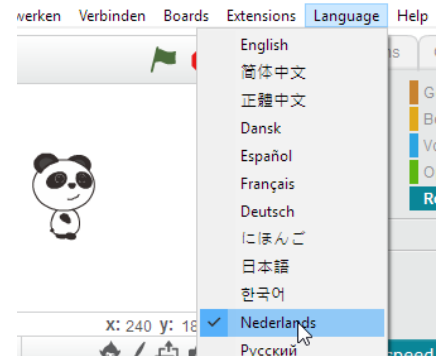 werken Verbinden Boards Extensions Language Help
English
简体中文
正體中文
Dansk
Español
Français
Deutsch
にほんご
日本語
한국어
Nederlands
Русский
x: 240 y: 18
speed